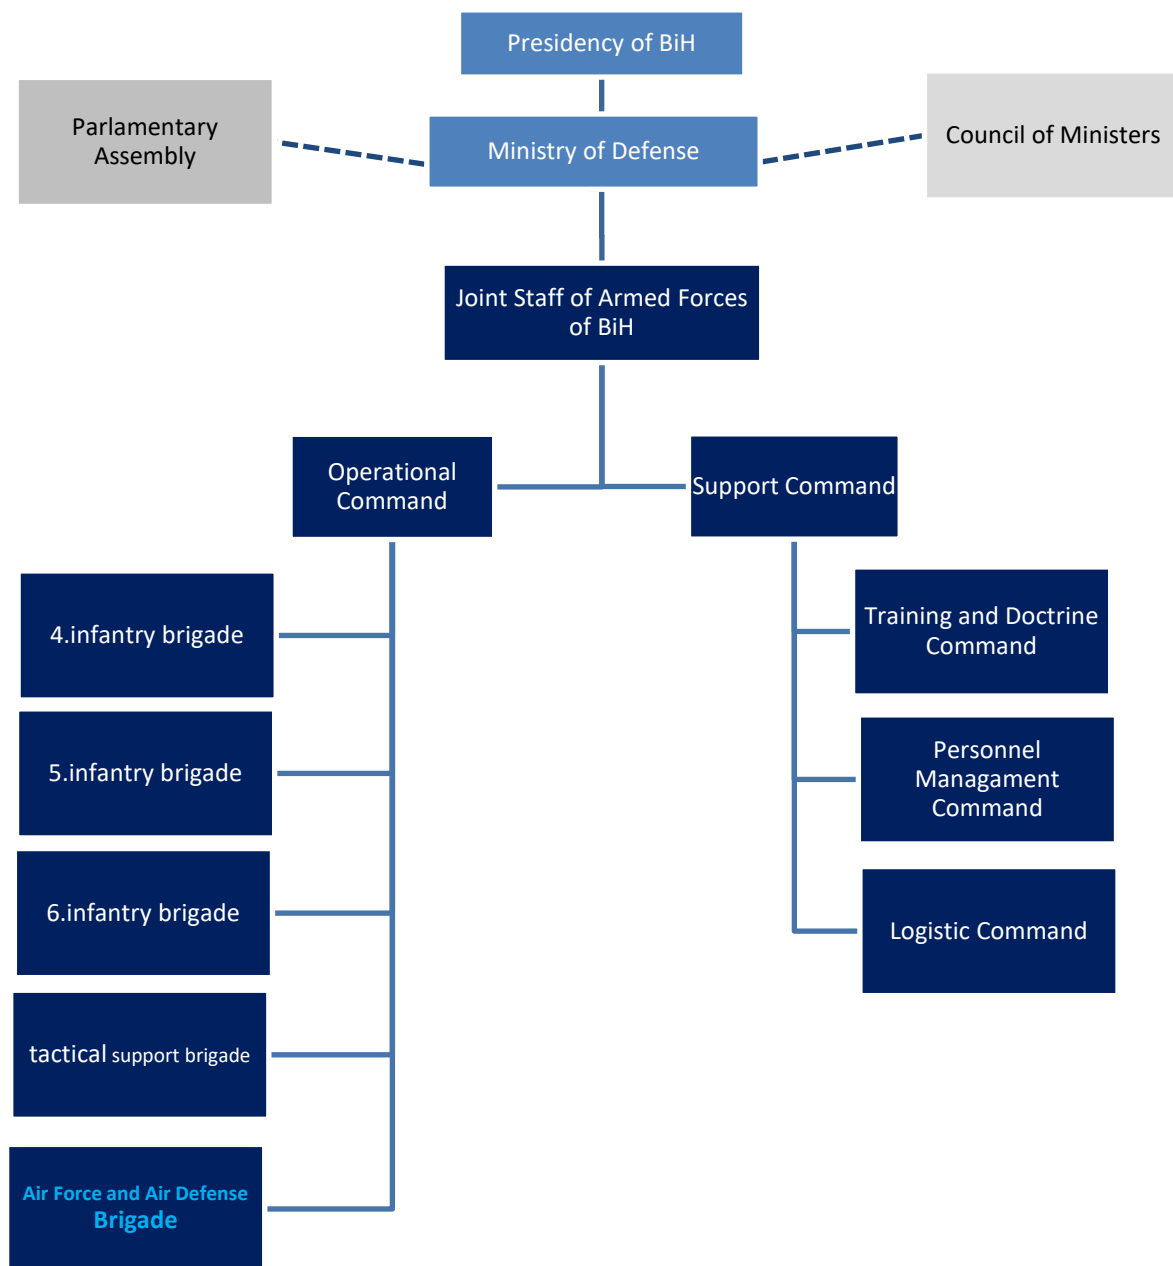 Presidency of BiH
Parlamentary
Assembly
Ministry of Defense
Council of Ministers
Joint Staff of Armed Forces
of BiH
Operational
Command
Support Command
4.infantry brigade
5.infantry brigade
6.infantry brigade
tactical support brigade
Air Force and Air Defense
Brigade
Training and Doctrine
Command
Personnel
Managament
Command
Logistic Command